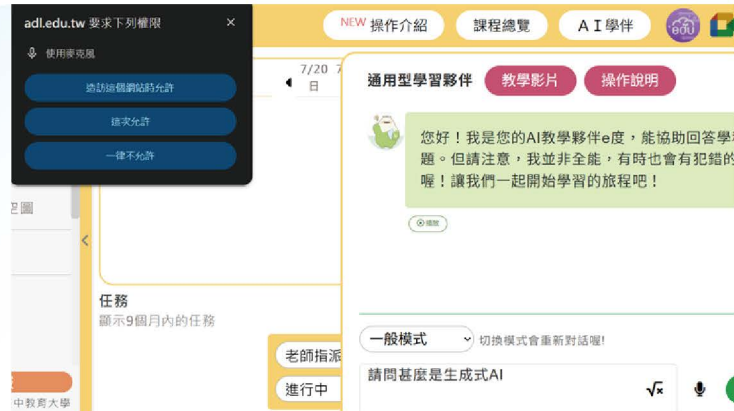 adl.edu.tw 要求下列權限
使用麥克風
造訪這個網站時允許
這次允許
一律不允許
NEW 操作介紹
課程總覽
AI學伴
7/20
日
通用型學習夥伴
教學影片
操作說明
您好！我是您的AI教學夥伴e度，能協助回答學
題。但請注意，我並非全能，有時也會有犯錯的
喔！讓我們一起開始學習的旅程吧！
播放
空圖
任務
顯示9個月內的任務
老師指派
進行中
一般模式
切換模式會重新對話喔!
請問甚麼是生成式AI
中教育大學